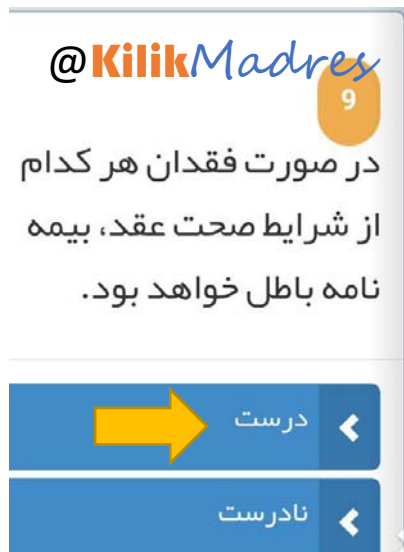 @KilikMadres
9
در صورت فقدان هر کدام
از شرایط صحت عقد، بیمه
نامه باطل خواهد بود.
درست
نادرست